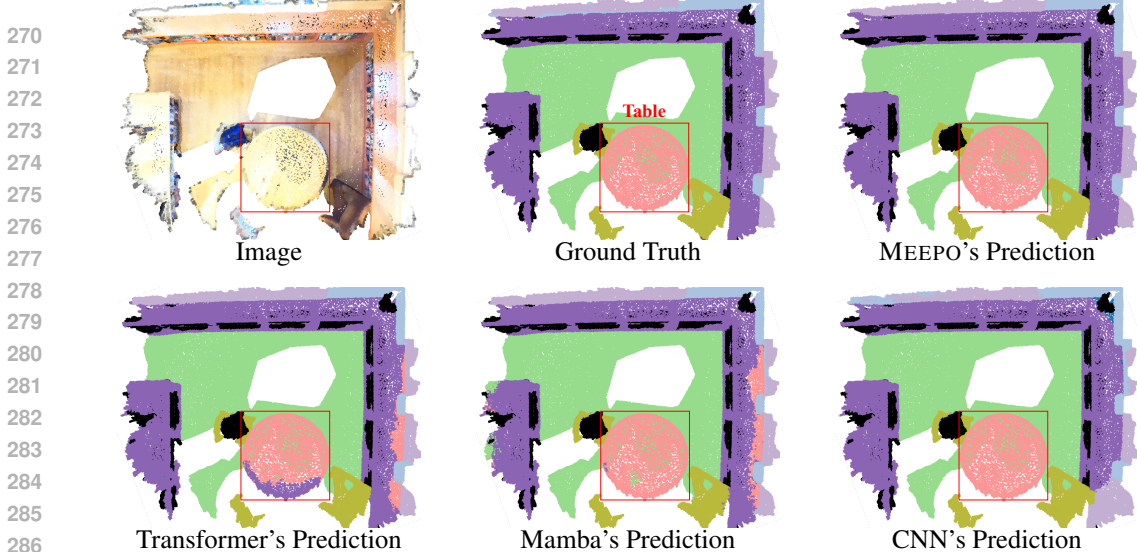 270
271
272
273
274
275
276
277
278
279
280
281
282
283
284
285
286
Table
Image
Ground Truth
MEEPO's Prediction
Transformer's Prediction
Mamba's Prediction
CNN's Prediction